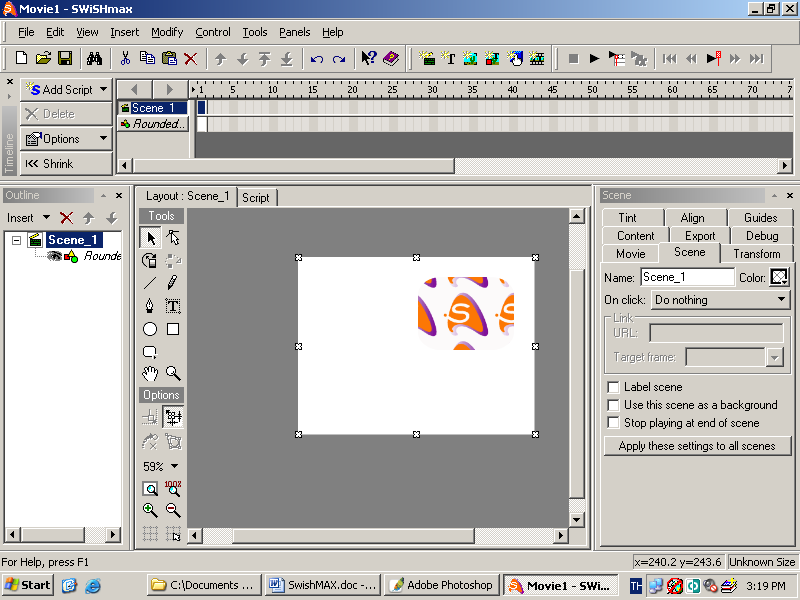 Movie1 - SWiSHmax
File Edit View Insert Modify Control Tools Panels Help
Add Script
1 5 10 15 20 25 30 35 40 45 50 55 60 65 70 7
Timeline
Scene_1
Delete
Rounded...
Options
Shrink
Outline
Layout : Scene_1 Script
Scene
Insert
Tools
Tint Align Guides
Content Export Debug
Movie Scene Transform
Scene_1
Rounde
Name: Scene_1 Color:
On click: Do nothing
Link
URL:
Target frame:
Label scene
Use this scene as a background
Stop playing at end of scene
Apply these settings to all scenes
Options
59%
100%
For Help, press F1 x=240.2 y=243.6 Unknown Size
Start C:\Documents ... SwishMAX.doc -... Adobe Photoshop Movie1 - SWi... TH 3:19 PM